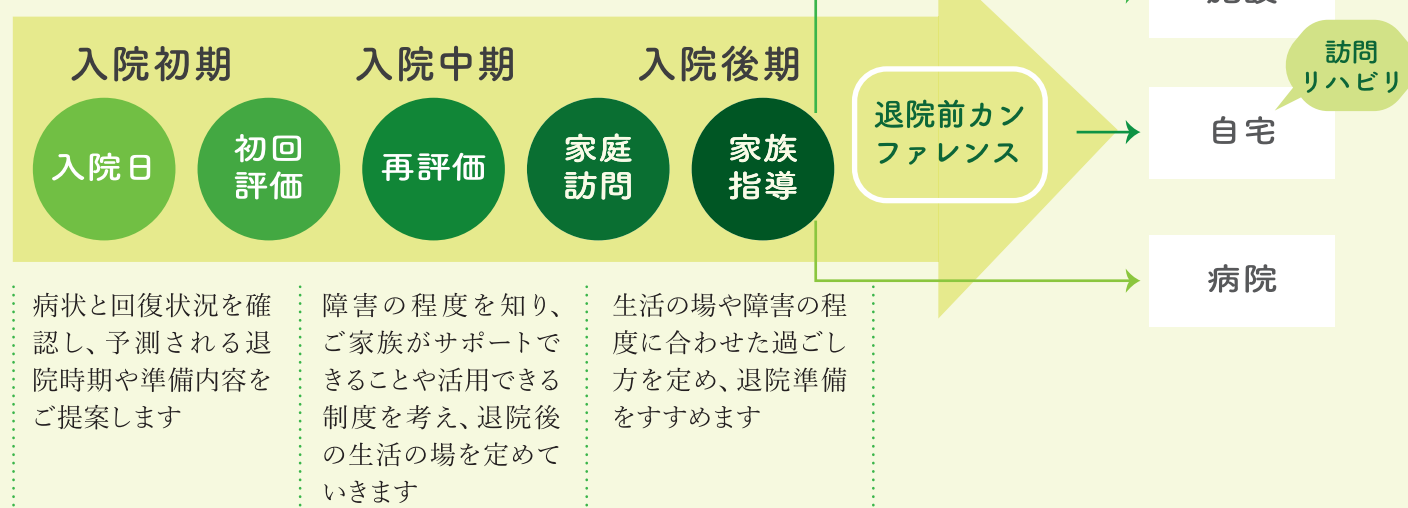 入院初期
入院中期
入院後期
入院日
初回
評価
再評価
家庭
訪問
家族
指導
退院前カン
ファレンス
訪問
リハビリ
自宅
病院
病状と回復状況を確
認し、予測される退
院時期や準備内容を
ご提案します
障害の程度を知り、
ご家族がサポートで
きることや活用できる
制度を考え、退院後
の生活の場を定めて
いきます
生活の場や障害の程
度に合わせた過ごし
方を定め、退院準備
をすすめます